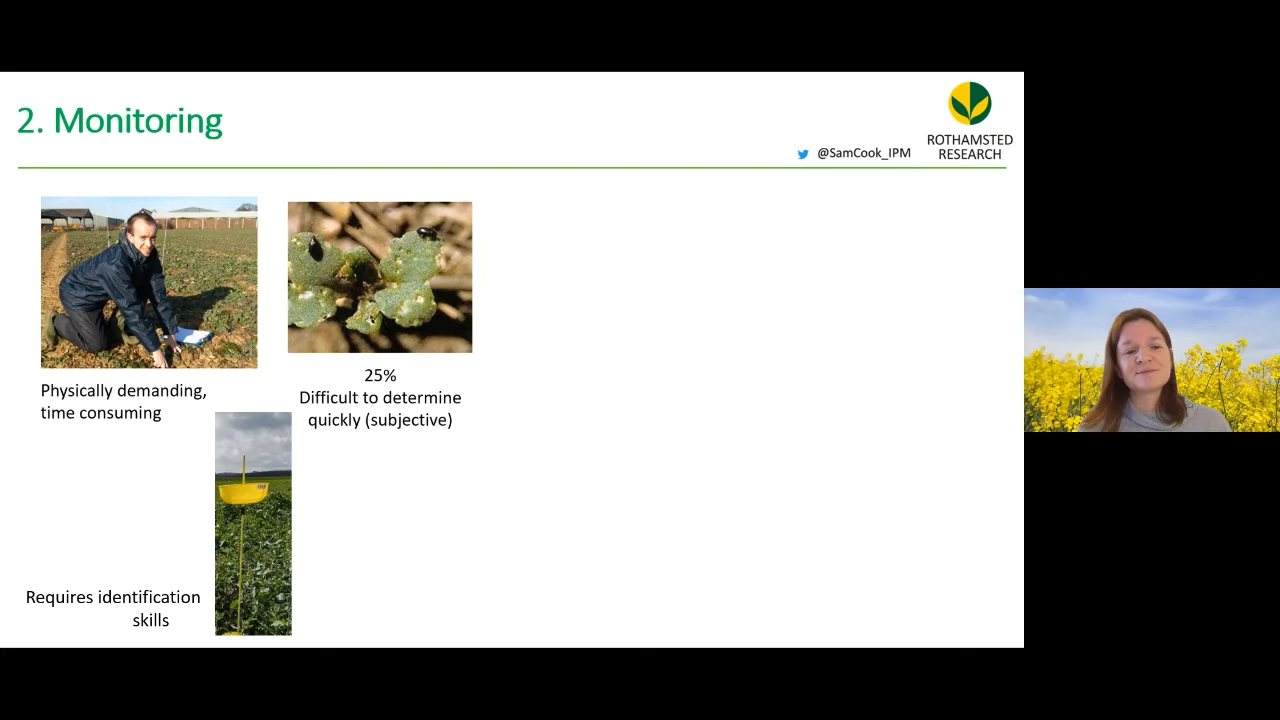 2. Monitoring
@SamCook_IPM
ROTHAMSTED
RESEARCH
Physically demanding,
time consuming
25%
Difficult to determine
quickly (subjective)
Requires identification
skills